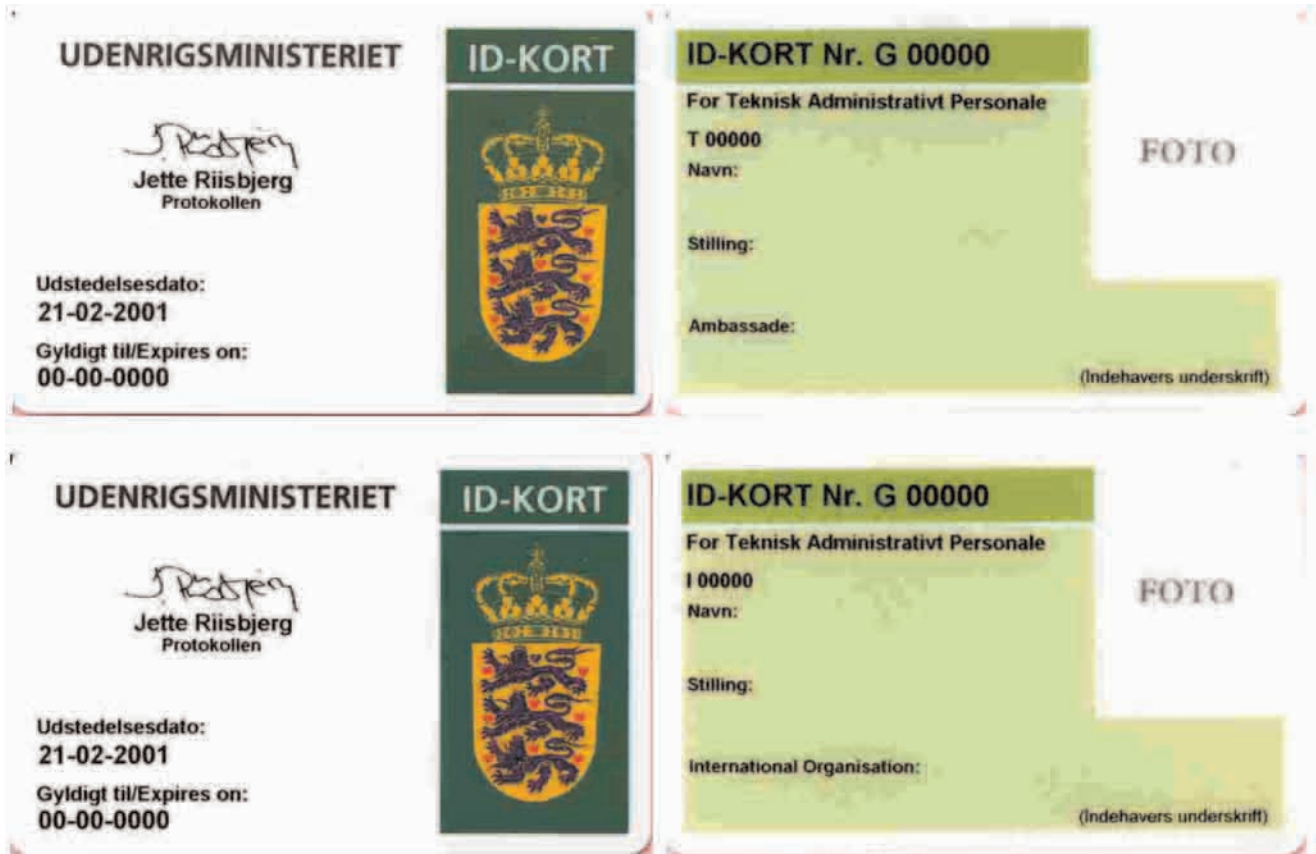 UDENRIGSMINISTERIET
Jette Riisbjerg
Protokollen
Udstedelsesdato:
21-02-2001
Gyldigt til/Expires on:
00-00-0000
ID-KORT
ID-KORT Nr. G 00000
For Teknisk Administrativt Personale
T 00000
Navn:
Stilling:
Ambassade:
FOTO
(Indehavers underskrift)
UDENRIGSMINISTERIET
Jette Riisbjerg
Protokollen
Udstedelsesdato:
21-02-2001
Gyldigt til/Expires on:
00-00-0000
ID-KORT
ID-KORT Nr. G 00000
For Teknisk Administrativt Personale
I 00000
Navn:
Stilling:
International Organisation:
FOTO
(Indehavers underskrift)